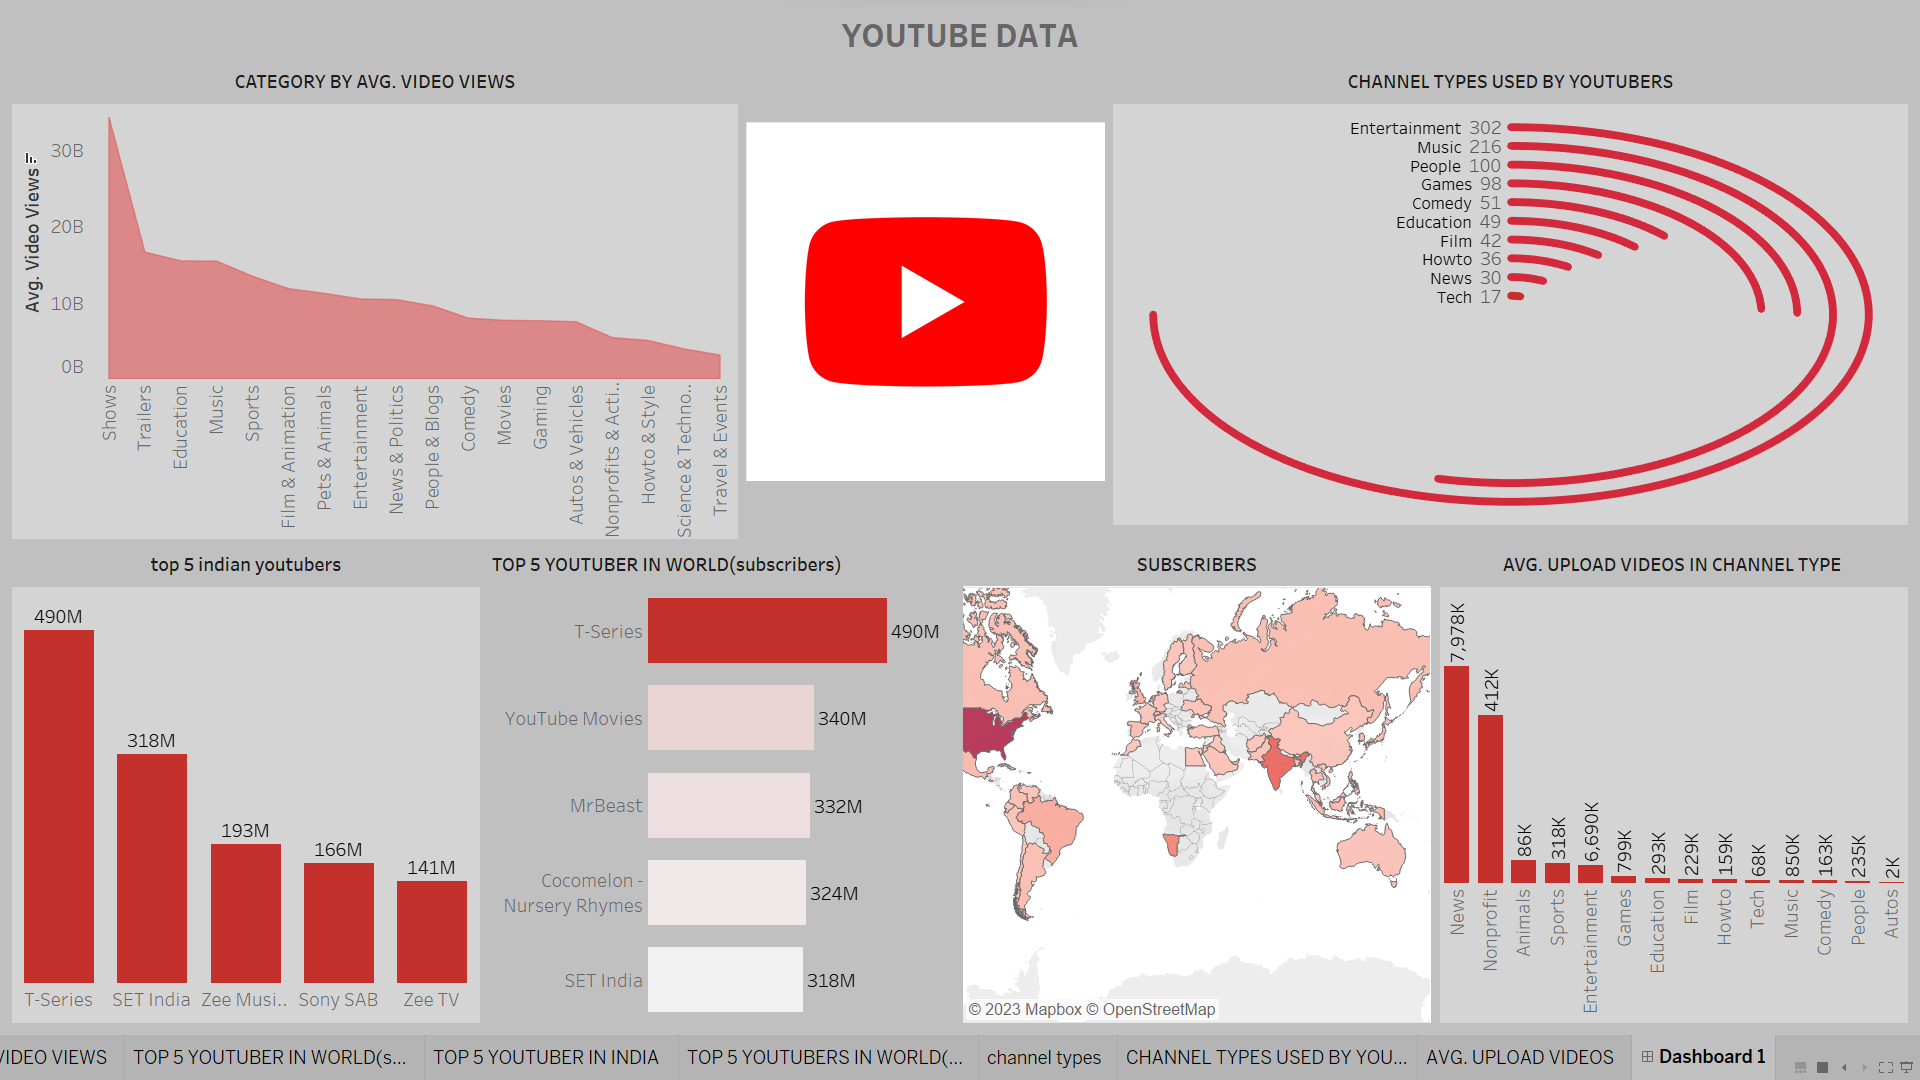 YOUTUBE DATA
CATEGORY BY AVG. VIDEO VIEWS
Avg. Video Views
30B
20B
10B
0B
Shows
Trailers
Education
Music
Sports
Film & Animation
Pets & Animals
Entertainment
News & Politics
People & Blogs
Comedy
Movies
Gaming
Autos & Vehicles
Nonprofits & Acti..
Howto & Style
Science & Techno..
Travel & Events
CHANNEL TYPES USED BY YOUTUBERS
Entertainment 302
Music 216
People 100
Games 98
Comedy 51
Education 49
Film 42
Howto 36
News 30
Tech 17
top 5 indian youtubers
490M
318M
193M
166M
141M
T-Series
SET India
Zee Musi..
Sony SAB
Zee TV
TOP 5 YOUTUBER IN WORLD(subscribers)
T-Series 490M
YouTube Movies 340M
MrBeast 332M
Cocomelon -
Nursery Rhymes 324M
SET India 318M
SUBSCRIBERS
© 2023 Mapbox © OpenStreetMap
AVG. UPLOAD VIDEOS IN CHANNEL TYPE
7,978K
412K
86K
318K
6,690K
799K
293K
229K
159K
68K
850K
163K
235K
2K
News
Nonprofit
Animals
Sports
Entertainment
Games
Education
Film
Howto
Tech
Music
Comedy
People
Autos
VIDEO VIEWS
TOP 5 YOUTUBER IN WORLD(s...
TOP 5 YOUTUBER IN INDIA
TOP 5 YOUTUBERS IN WORLD(...
channel types
CHANNEL TYPES USED BY YOU...
AVG. UPLOAD VIDEOS
Dashboard 1